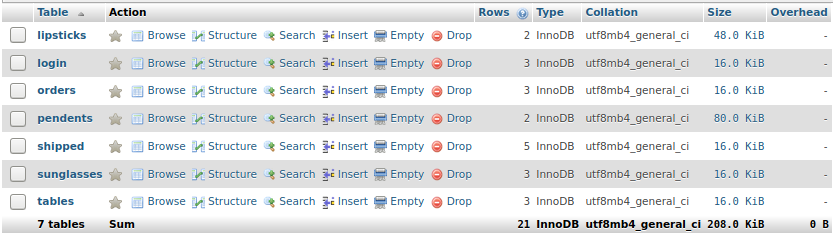 Table Action Rows Type Collation Size Overhead
lipsticks Browse Structure Search Insert Empty Drop 2 InnoDB utf8mb4_general_ci 48.0 KiB -
login Browse Structure Search Insert Empty Drop 3 InnoDB utf8mb4_general_ci 16.0 KiB -
orders Browse Structure Search Insert Empty Drop 3 InnoDB utf8mb4_general_ci 16.0 KiB -
pendents Browse Structure Search Insert Empty Drop 2 InnoDB utf8mb4_general_ci 80.0 KiB -
shipped Browse Structure Search Insert Empty Drop 5 InnoDB utf8mb4_general_ci 16.0 KiB -
sunglasses Browse Structure Search Insert Empty Drop 3 InnoDB utf8mb4_general_ci 16.0 KiB -
tables Browse Structure Search Insert Empty Drop 3 InnoDB utf8mb4_general_ci 16.0 KiB -
7 tables Sum 21 InnoDB utf8mb4_general_ci 208.0 KiB 0 B